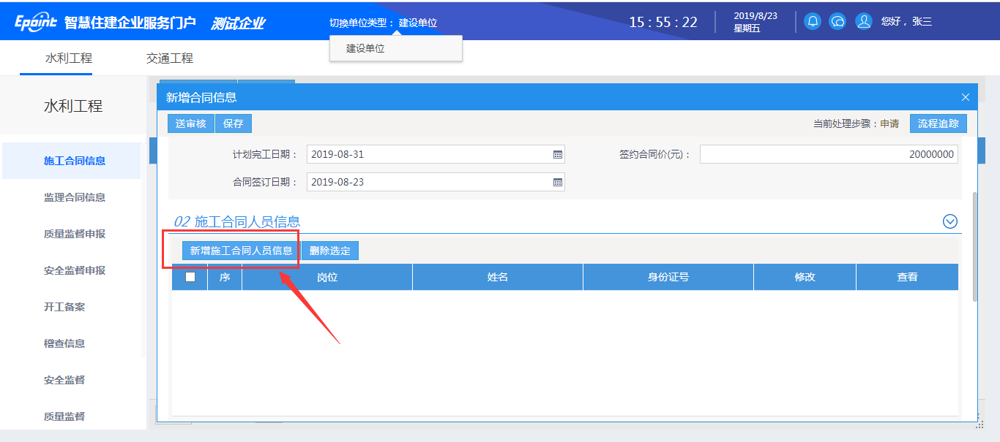 Epoint 智慧住建企业服务门户 测试企业 切换单位类型： 建设单位 15：55：22 2019/8/23 您好 ，张三
星期五
建设单位
水利工程 交通工程
水利工程
施工合同信息
监理合同信息
质量监督申报
安全监督申报
开工备案
稽查信息
安全监督
质量监督
新增合同信息 ×
送审核 保存 当前处理步骤：申请 流程追踪
计划完工日期： 2019-08-31 签约合同价(元)： 20000000
合同签订日期： 2019-08-23
02 施工合同人员信息
新增施工合同人员信息 删除选定
序 岗位 姓名 身份证号 修改 查看